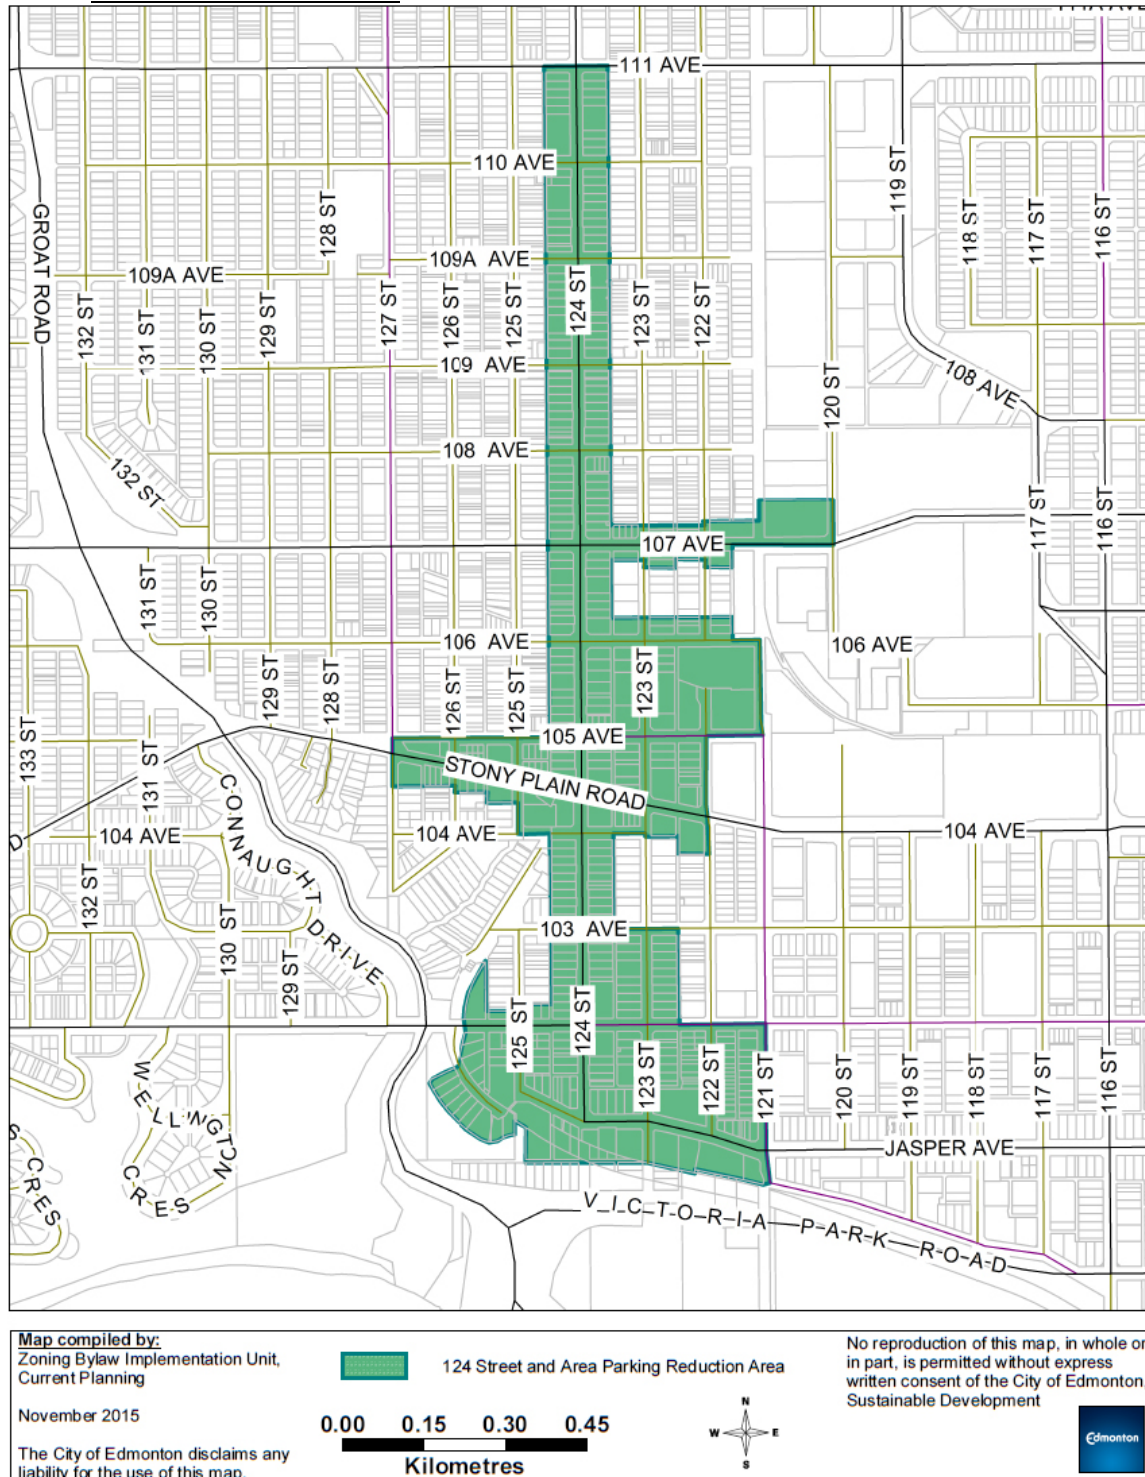 111 AVE
110 AVE
119 ST
GROAT ROAD
128 ST
118 ST
117 ST
116 ST
109A AVE
109A AVE
132 ST
131 ST
130 ST
129 ST
127 ST
126 ST
125 ST
124 ST
123 ST
122 ST
109 AVE
120 ST
108 AVE
108 AVE
132 ST
117 ST
116 ST
107 AVE
131 ST
130 ST
106 AVE
106 AVE
129 ST
128 ST
126 ST
125 ST
123 ST
133 ST
131 ST
105 AVE
STONY PLAIN ROAD
104 AVE
104 AVE
104 AVE
CONNAUGHT DRIVE
132 ST
130 ST
129 ST
103 AVE
125 ST
124 ST
123 ST
122 ST
121 ST
120 ST
119 ST
118 ST
117 ST
116 ST
WELLINGTON CRES
CRES
JASPER AVE
VICTORIA PARK ROAD
Map compiled by:
Zoning Bylaw Implementation Unit,
Current Planning
November 2015
The City of Edmonton disclaims any
liability for the use of this map.
124 Street and Area Parking Reduction Area
0.00 0.15 0.30 0.45
Kilometres
N
W E
S
No reproduction of this map, in whole or
in part, is permitted without express
written consent of the City of Edmonton,
Sustainable Development
Edmonton